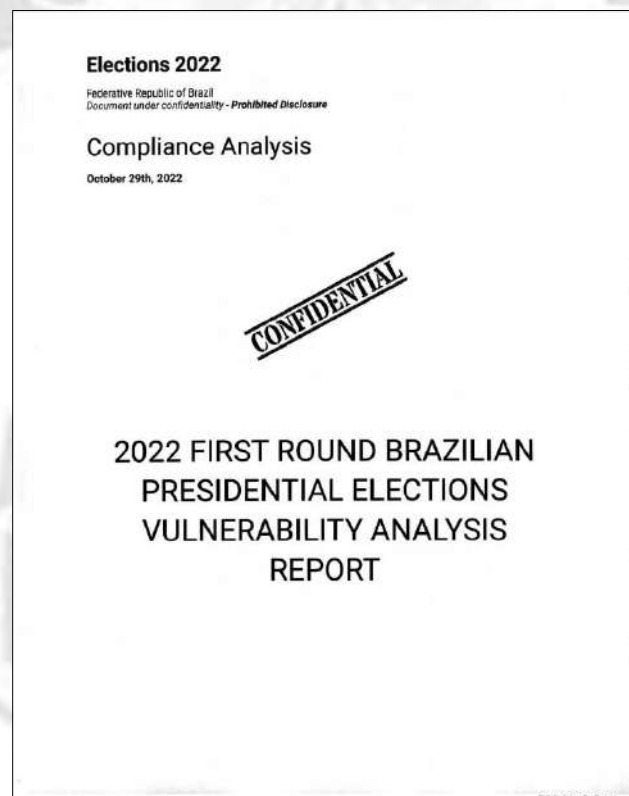 Elections 2022
Federative Republic of Brazil
Document under confidentiality - Prohibited Disclosure
Compliance Analysis
October 29th, 2022
CONFIDENTIAL
2022 FIRST ROUND BRAZILIAN
PRESIDENTIAL ELECTIONS
VULNERABILITY ANALYSIS
REPORT